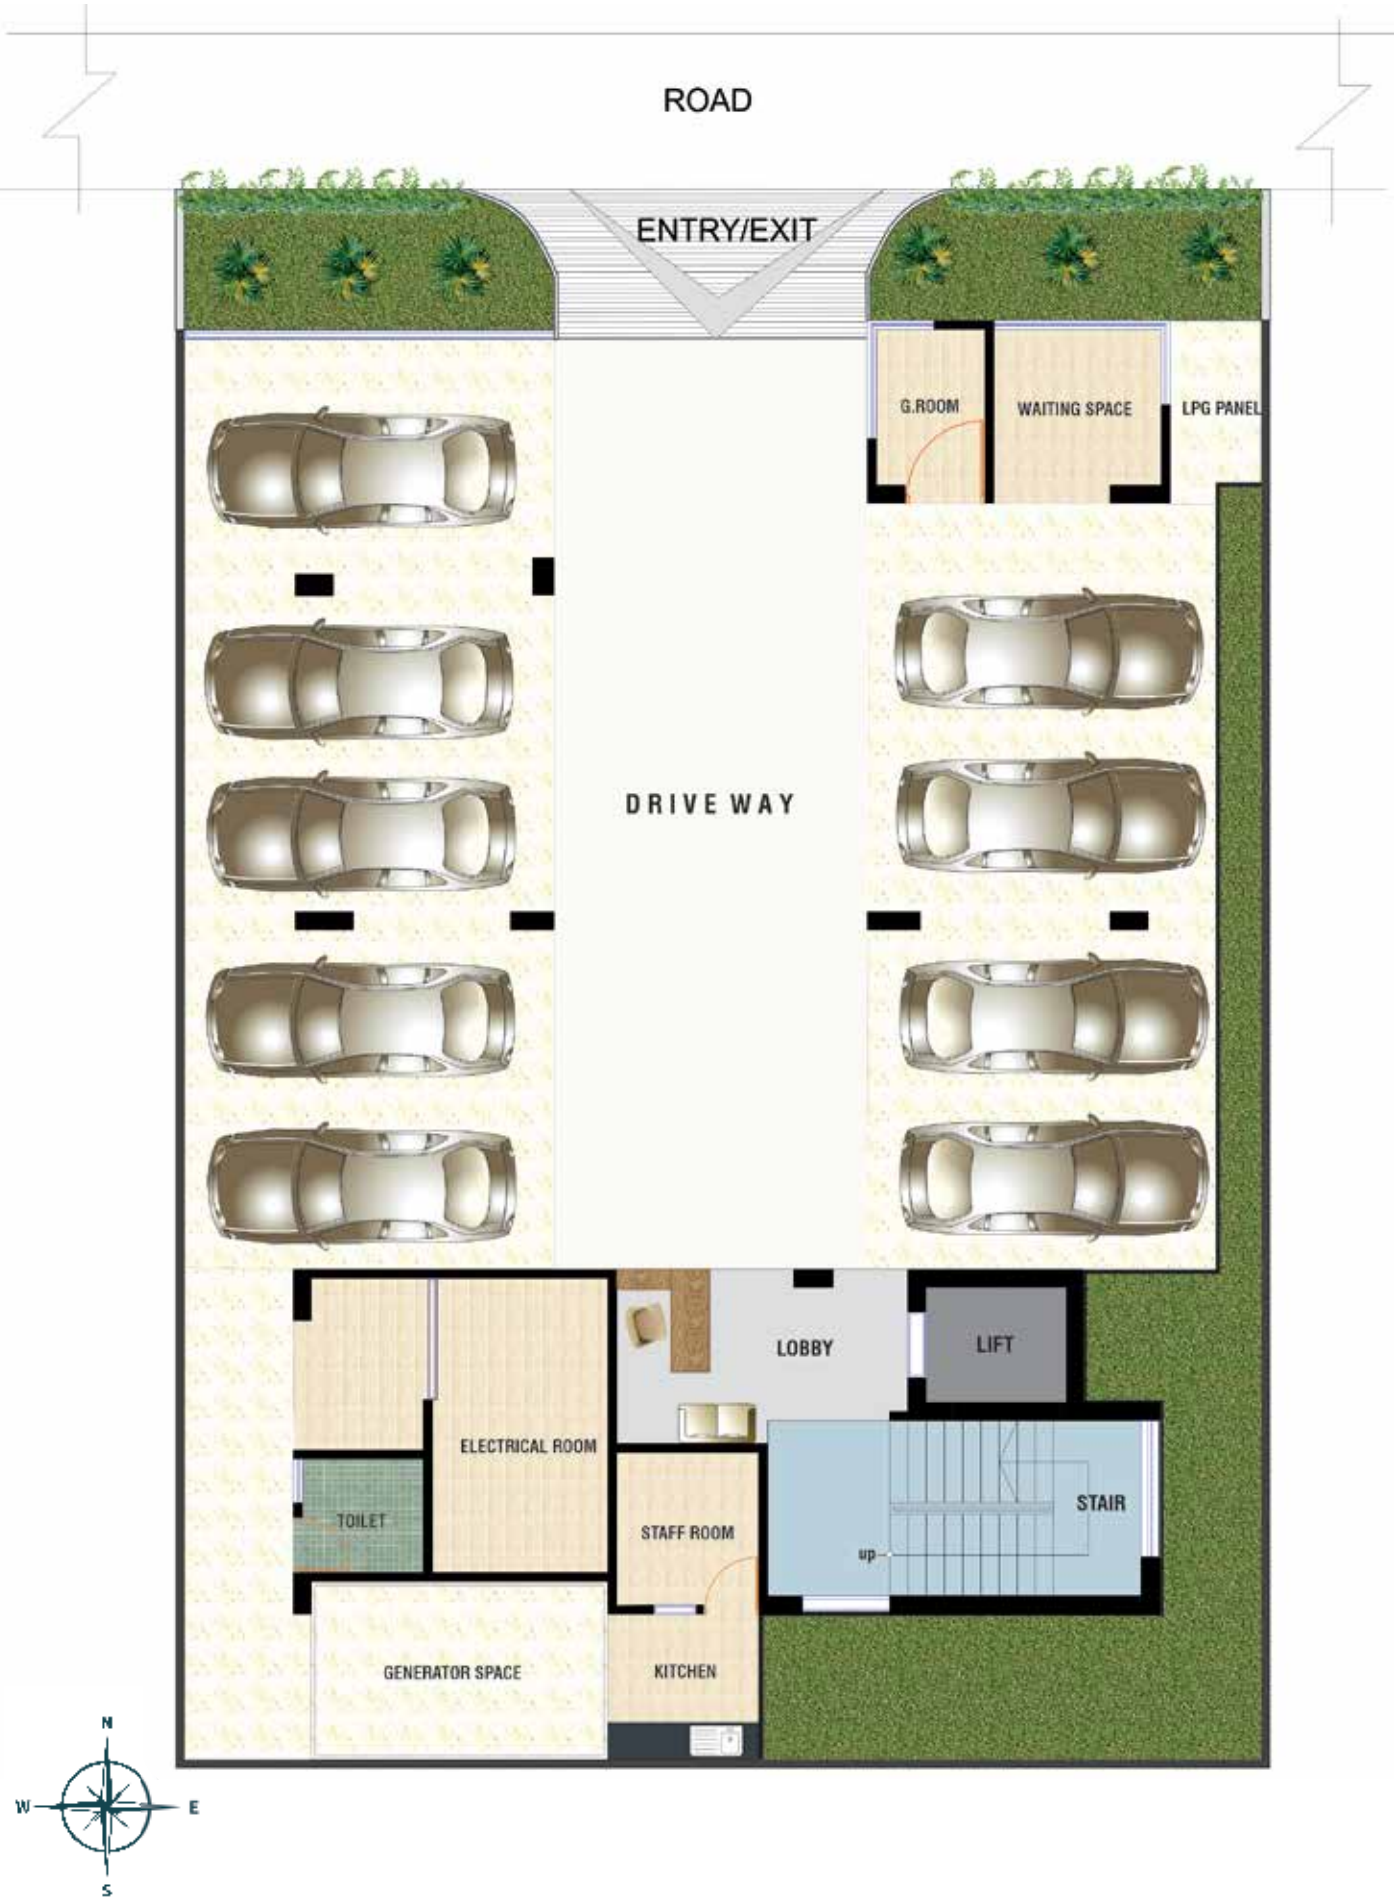 ROAD
ENTRY/EXIT
G.ROOM
WAITING SPACE
LPG PANEL
DRIVE WAY
LOBBY
LIFT
ELECTRICAL ROOM
STAIR
TOILET
STAFF ROOM
up
GENERATOR SPACE
KITCHEN
N
W
E
S